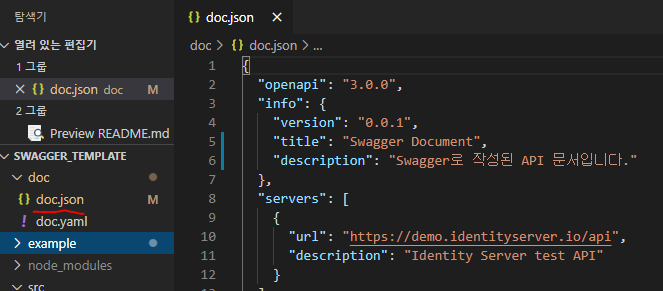 탐색기
열려 있는 편집기
1 그룹
doc.json doc M
2 그룹
Preview README.md
SWAGGER_TEMPLATE
doc
doc.json M
doc.yaml
example
node_modules
src
doc.json
doc > doc.json > ...
1 {
2 "openapi": "3.0.0",
3 "info": {
4 "version": "0.0.1",
5 "title": "Swagger Document",
6 "description": "Swagger로 작성된 API 문서입니다."
7 },
8 "servers": [
9 {
10 "url": "https://demo.identityserver.io/api",
11 "description": "Identity Server test API"
12 }